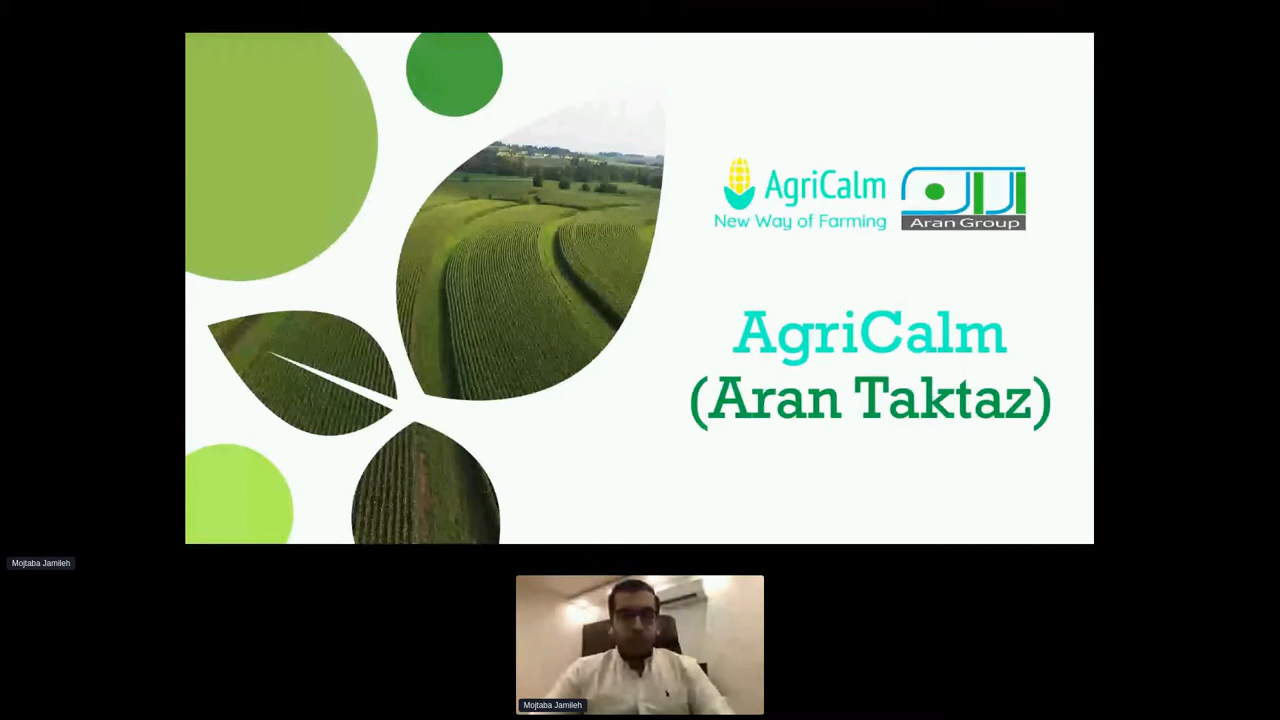 AgriCalm
New Way of Farming
Aran Group
AgriCalm
(Aran Taktaz)
Mojtaba Jamileh
Mojtaba Jamileh